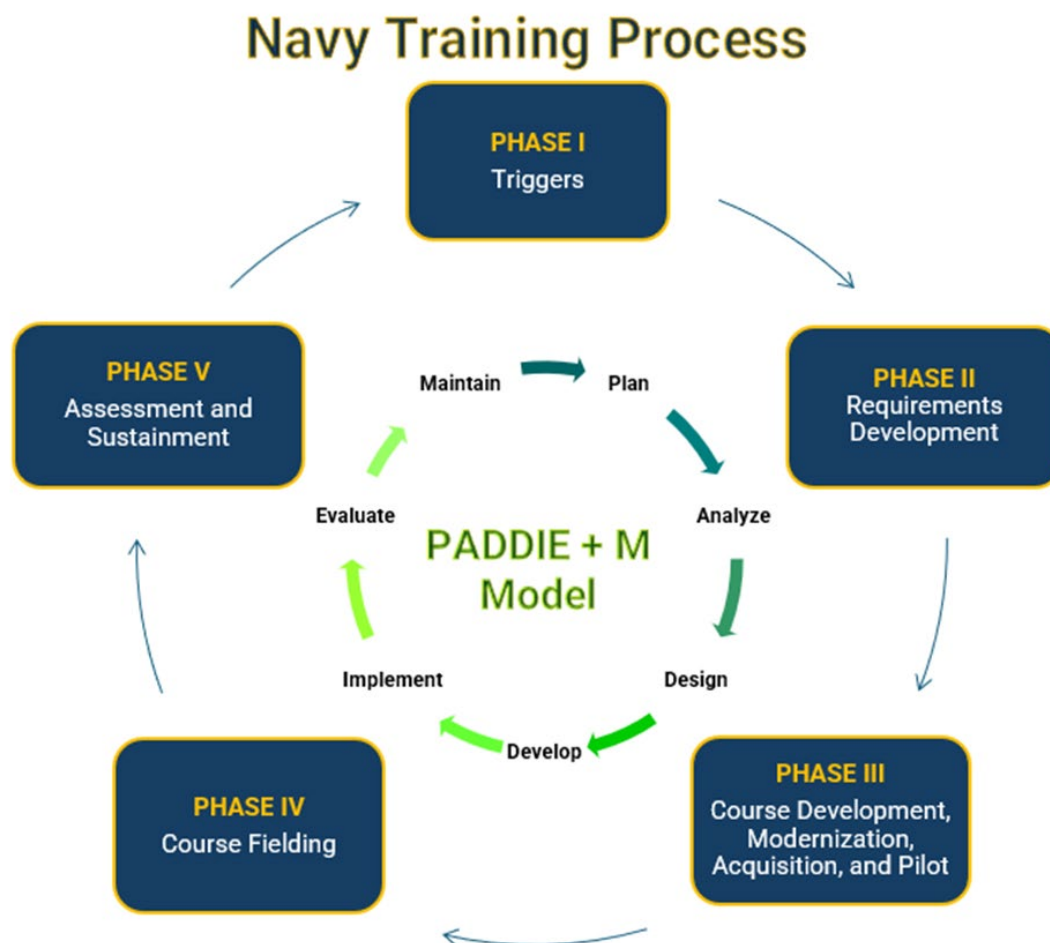 Navy Training Process
PHASE I
Triggers
PHASE II
Requirements
Development
PHASE III
Course Development,
Modernization,
Acquisition, and Pilot
PHASE IV
Course Fielding
PHASE V
Assessment and
Sustainment
PADDIE + M
Model
Plan
Analyze
Design
Develop
Implement
Evaluate
Maintain